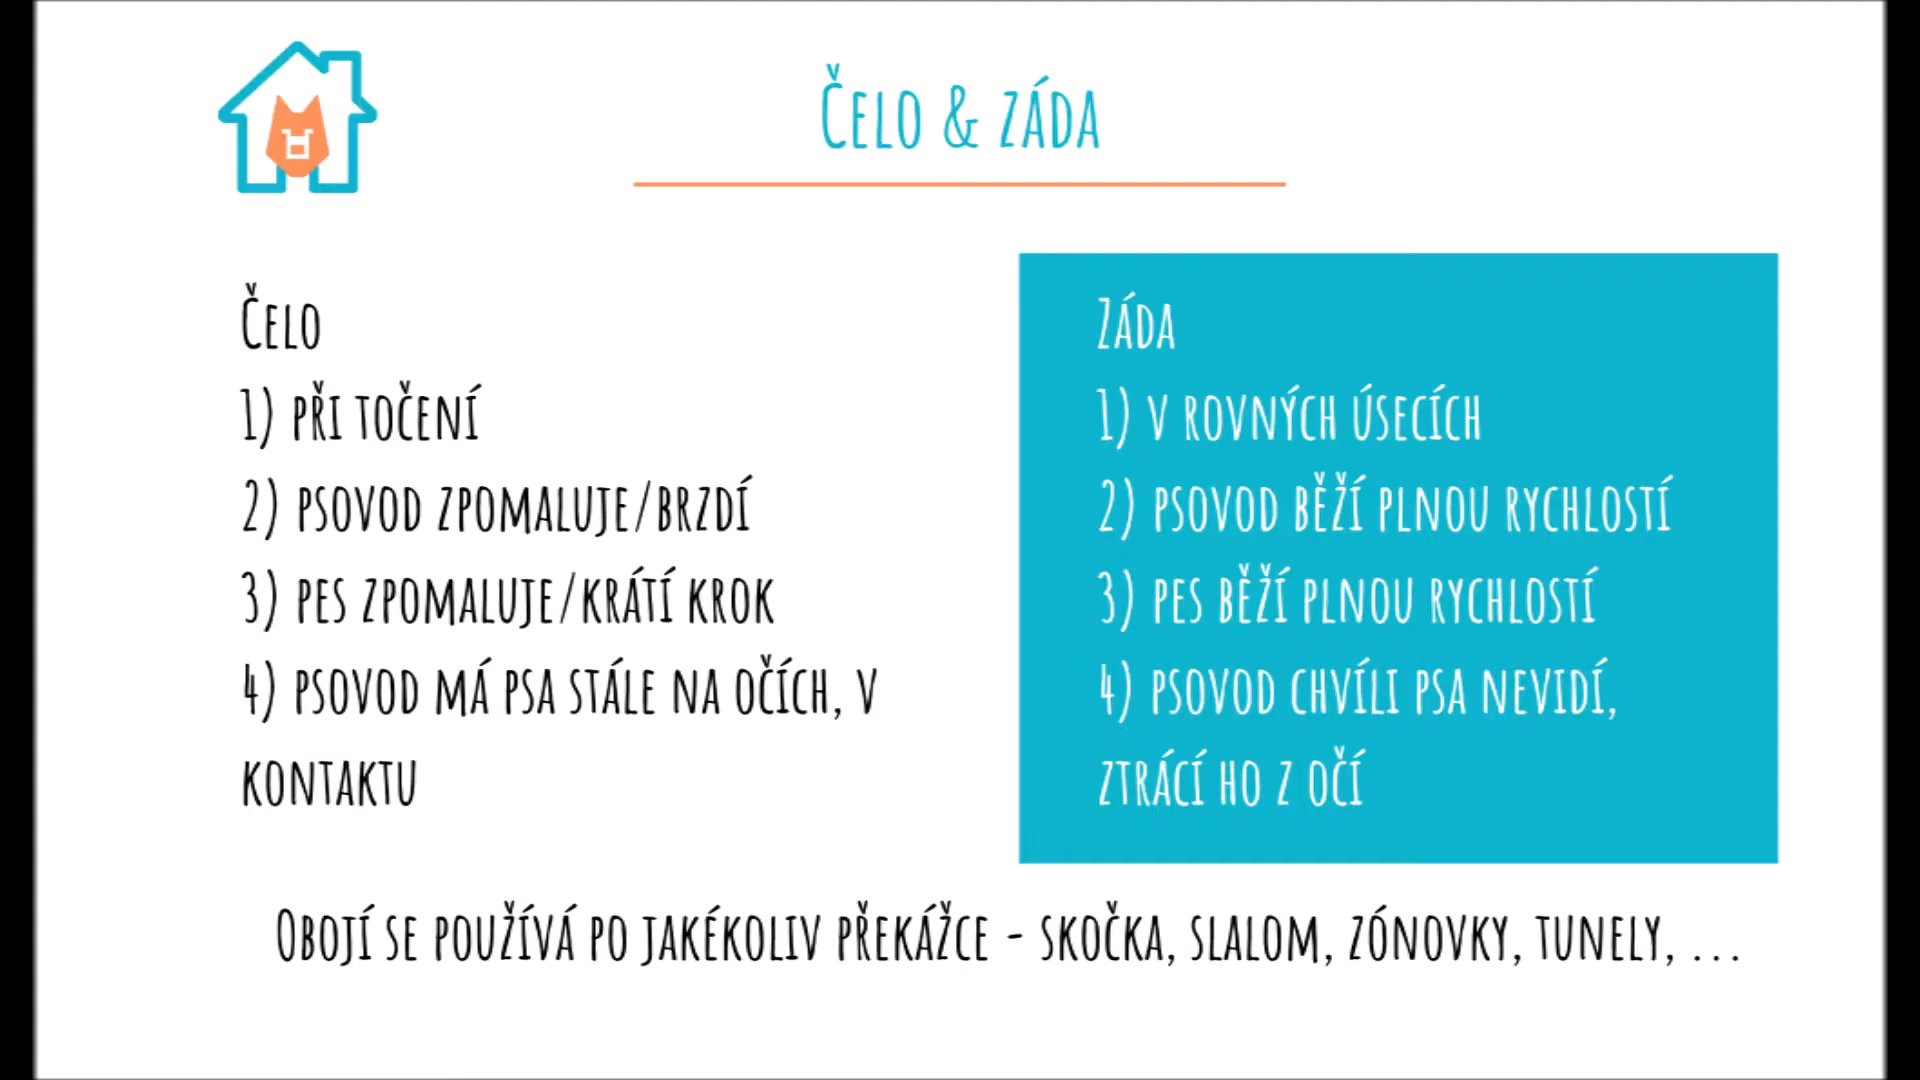 Čelo & záda
Čelo
1) při točení
2) psovod zpomaluje/brzdí
3) pes zpomaluje/krátí krok
4) psovod má psa stále na očích, v
kontaktu
Záda
1) v rovných úsecích
2) psovod běží plnou rychlostí
3) pes běží plnou rychlostí
4) psovod chvíli psa nevidí,
ztrácí ho z očí
Obojí se používá po jakékoliv překážce - skočka, slalom, zónovky, tunely, ...